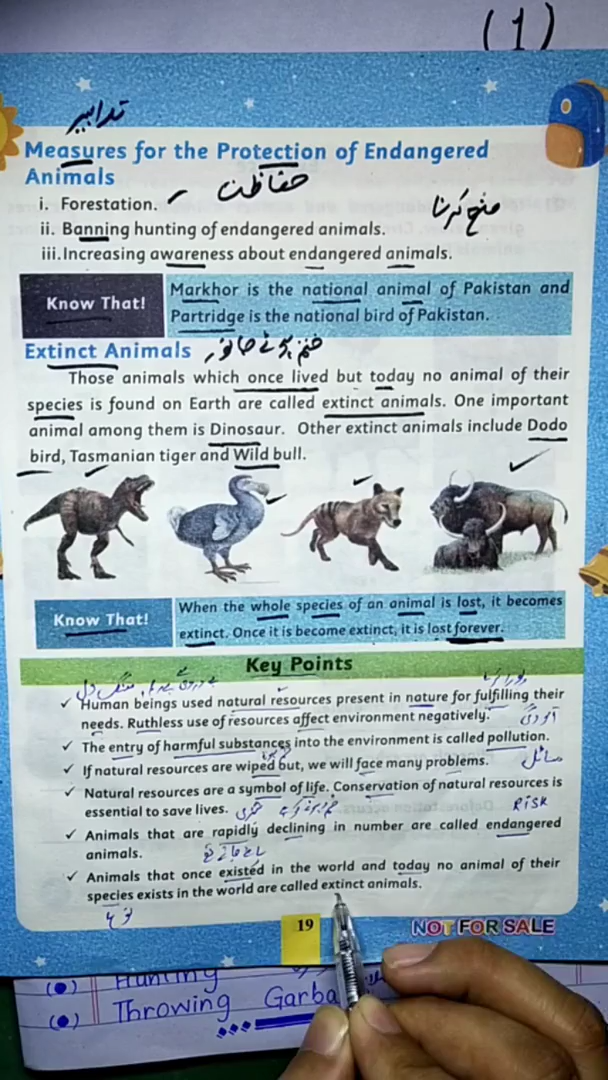 (1)
تدابیر
Measures for the Protection of Endangered
Animals
حفاظت
i. Forestation.
منع کرنا
ii. Banning hunting of endangered animals.
iii.Increasing awareness about endangered animals.
Know That!
Markhor is the national animal of Pakistan and
Partridge is the national bird of Pakistan.
Extinct Animals
Those animals which once lived but today no animal of their
species is found on Earth are called extinct animals. One important
animal among them is Dinosaur. Other extinct animals include Dodo
bird, Tasmanian tiger and Wild bull.
Know That!
When the whole species of an animal is lost, it becomes
extinct. Once it is become extinct, it is lost forever.
Key Points
✓ Human beings used natural resources present in nature for fulfilling their
needs. Ruthless use of resources affect environment negatively.
✓ The entry of harmful substances into the environment is called pollution.
✓ If natural resources are wiped but, we will face many problems.
مسائل
✓ Natural resources are a symbol of life. Conservation of natural resources is
essential to save lives.
RISK
✓ Animals that are rapidly declining in number are called endangered
animals.
✓ Animals that once existed in the world and today no animal of their
species exists in the world are called extinct animals.
19
NOT FOR SALE
(•) Hunting
(•) Throwing Garba